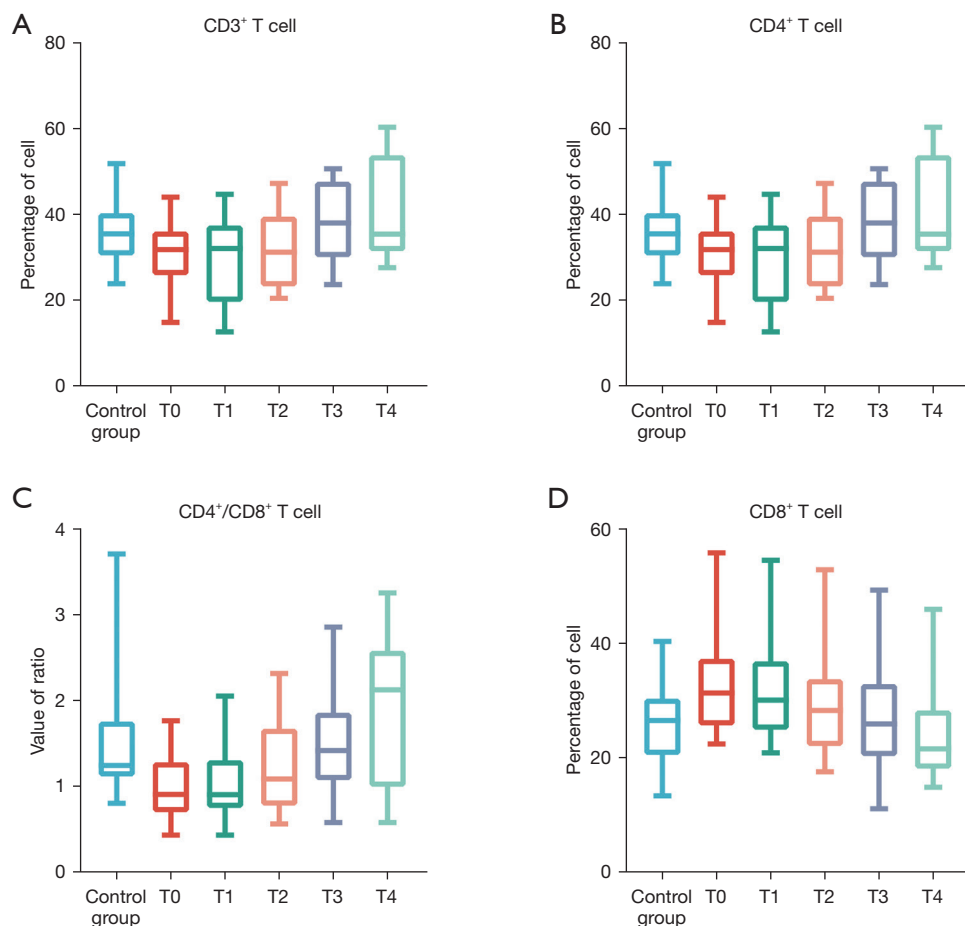 A
CD3⁺ T cell
Percentage of cell
80
60
40
20
0
Control
group
T0
T1
T2
T3
T4
B
CD4⁺ T cell
Percentage of cell
80
60
40
20
0
Control
group
T0
T1
T2
T3
T4
C
CD4⁺/CD8⁺ T cell
Value of ratio
4
3
2
1
0
Control
group
T0
T1
T2
T3
T4
D
CD8⁺ T cell
Percentage of cell
60
40
20
0
Control
group
T0
T1
T2
T3
T4